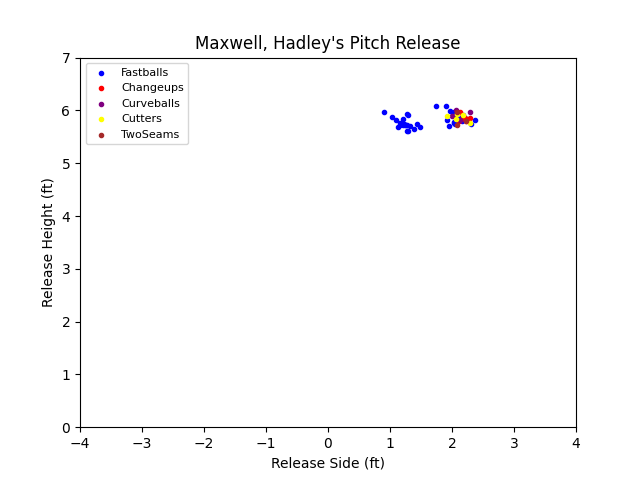 Maxwell, Hadley's Pitch Release
7
6
5
4
3
2
1
0
Release Height (ft)
Fastballs
Changeups
Curveballs
Cutters
TwoSeams
−4 −3 −2 −1 0 1 2 3 4
Release Side (ft)